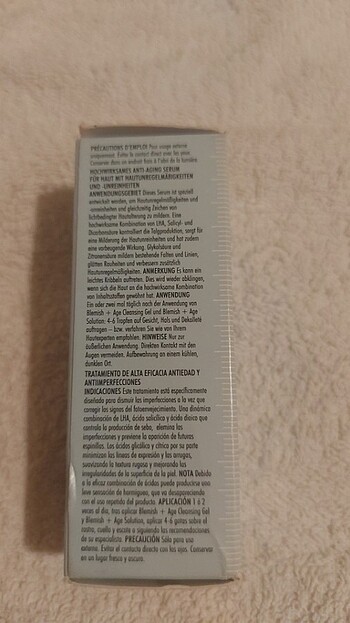 PRÉCAUTIONS D'EMPLOI Pour usage externe
uniquement. Évitez le contact direct avec les yeux.
Conserver dans un endroit frais à l'abri de la lumière.
HOCHWIRKSAMES ANTI-AGING SERUM
FÜR HAUT MIT HAUTUNREGELMÄßIGKEITEN
UND -UNREINHEITEN
ANWENDUNGSGEBIET Dieses Serum ist speziell
entwickelt worden, um Hautunregelmäßigkeiten und
-unreinheiten und gleichzeitig Zeichen von
lichtbedingter Hautalterung zu mildern. Eine
hochwirksame Kombination von LHA, Salicyl- und
Dicarbonsäure kontrolliert die Talgproduktion, sorgt für
eine Milderung der Hautunreinheiten und hat zudem
eine vorbeugende Wirkung. Glykolsäure und
Zitronensäure mildern bestehende Falten und Linien,
glätten Rauheiten und verbessern zusätzlich
Hautunregelmäßigkeiten. ANMERKUNG Es kann ein
leichtes Kribbeln auftreten. Dies wird wieder abklingen,
wenn sich die Haut an die hochwirksame Kombination
von Inhaltsstoffen gewöhnt hat. ANWENDUNG
Ein oder zwei mal täglich nach der Anwendung von
Blemish + Age Cleansing Gel und Blemish + Age
Solution: 4-6 Tropfen auf Gesicht, Hals und Dekolleté
auftragen – bzw. verfahren Sie wie von Ihrem
Hautexperten empfohlen. HINWEISE Nur zur
äußerlichen Anwendung. Direkten Kontakt mit den
Augen vermeiden. Aufbewahrung an einem kühlen,
dunklen Ort.
TRATAMIENTO DE ALTA EFICACIA ANTIEDAD Y
ANTIIMPERFECCIONES
INDICACIONES Este tratamiento está específicamente
diseñado para disminuir las imperfecciones a la vez que
corregir los signos del fotoenvejecimiento. Una dinámica
combinación de LHA, ácido salicílico y ácido dioico que
controla la producción de sebo, elemina las
imperfecciones y previene la aparición de futuras
espinillas. Los ácidos glicólico y cítrico por su parte
minimizan las líneas de expresión y las arrugas,
suavizando la textura rugosa y mejorando las
irregularidades de la superficie de la piel. NOTA Debido
a la eficaz combinación de ácidos puede producirse una
leve sensación de hormigueo, que va desapareciendo
con el uso repetido del producto. APLICACIÓN 1 ó 2
veces al día, tras aplicar Blemish + Age Cleansing Gel
y Blemish + Age Solution, aplicar 4-6 gotas sobre el
rostro, cuello y escote o siguiendo las recomendaciones
de su especialista. PRECAUCIÓN Sólo para uso
externo. Evitar el contacto directo con los ojos. Conservar
en un lugar fresco y oscuro.